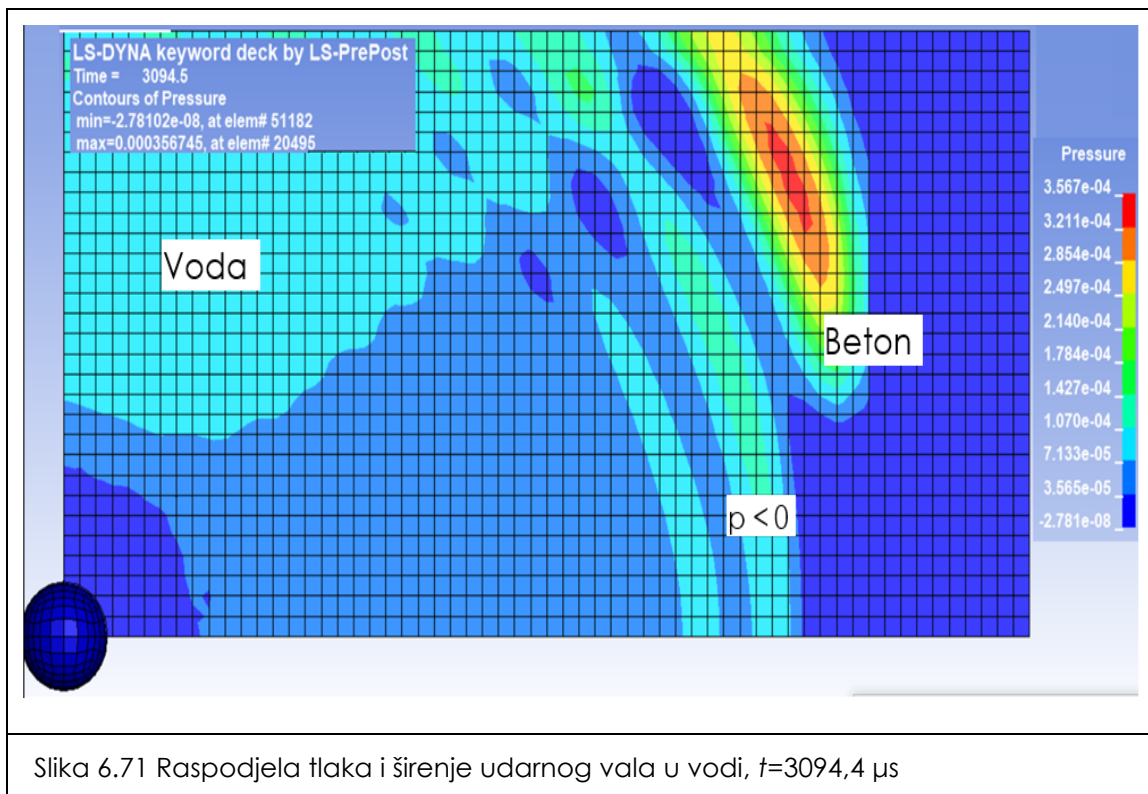 LS-DYNA keyword deck by LS-PrePost
Time = 3094.5
Contours of Pressure
min=-2.78102e-08, at elem# 51182
max=0.000356745, at elem# 20495
Pressure
3.567e-04
3.211e-04
2.854e-04
2.497e-04
2.140e-04
1.784e-04
1.427e-04
1.070e-04
7.133e-05
3.565e-05
-2.781e-08
Voda
Beton
p<0
Slika 6.71 Raspodjela tlaka i širenje udarnog vala u vodi, t=3094,4 µs